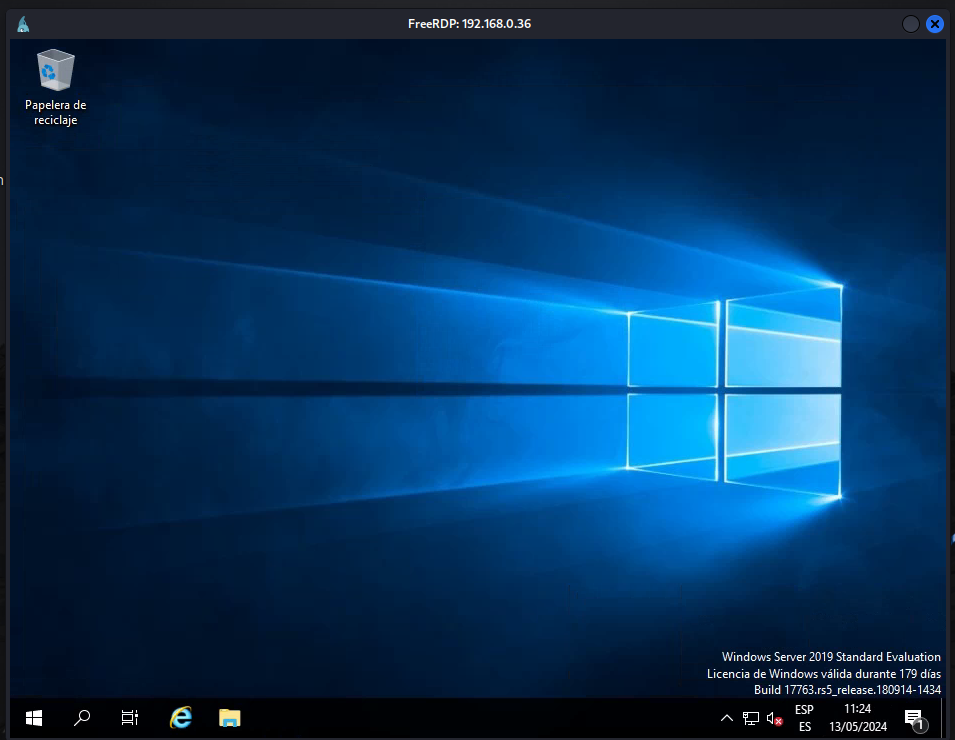 FreeRDP: 192.168.0.36
Papelera de
reciclaje
Windows Server 2019 Standard Evaluation
Licencia de Windows válida durante 179 días
Build 17763.rs5_release.180914-1434
ESP
ES
11:24
13/05/2024
1